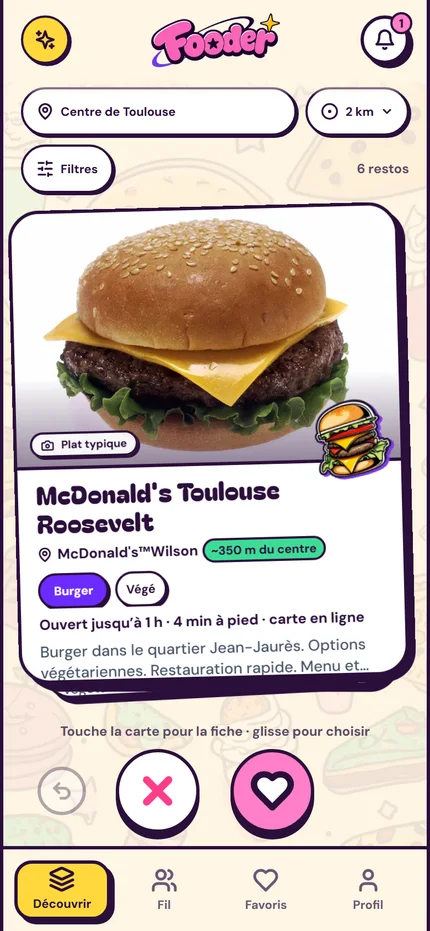 Fooder
1
Centre de Toulouse
2 km
Filtres
6 restos
Plat typique
McDonald's Toulouse
Roosevelt
McDonald's™Wilson
~350 m du centre
Burger
Végé
Ouvert jusqu'à 1 h · 4 min à pied · carte en ligne
Burger dans le quartier Jean-Jaurès. Options
végétariennes. Restauration rapide. Menu et...
Touche la carte pour la fiche · glisse pour choisir
Découvrir
Fil
Favoris
Profil